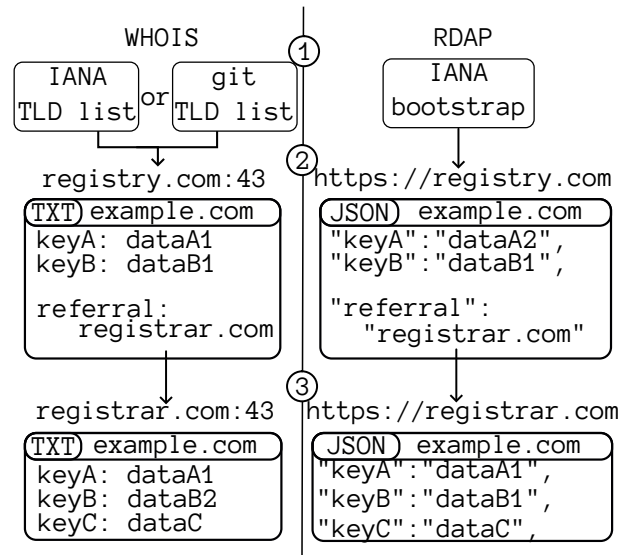 WHOIS
1
RDAP
IANA
TLD list
or
git
TLD list
IANA
bootstrap
2
registry.com:43
TXT example.com
keyA: dataA1
keyB: dataB1
referral:
registrar.com
https://registry.com
JSON example.com
"keyA":"dataA2",
"keyB":"dataB1",
"referral":
"registrar.com"
3
registrar.com:43
TXT example.com
keyA: dataA1
keyB: dataB2
keyC: dataC
https://registrar.com
JSON example.com
"keyA":"dataA1",
"keyB":"dataB1",
"keyC":"dataC",